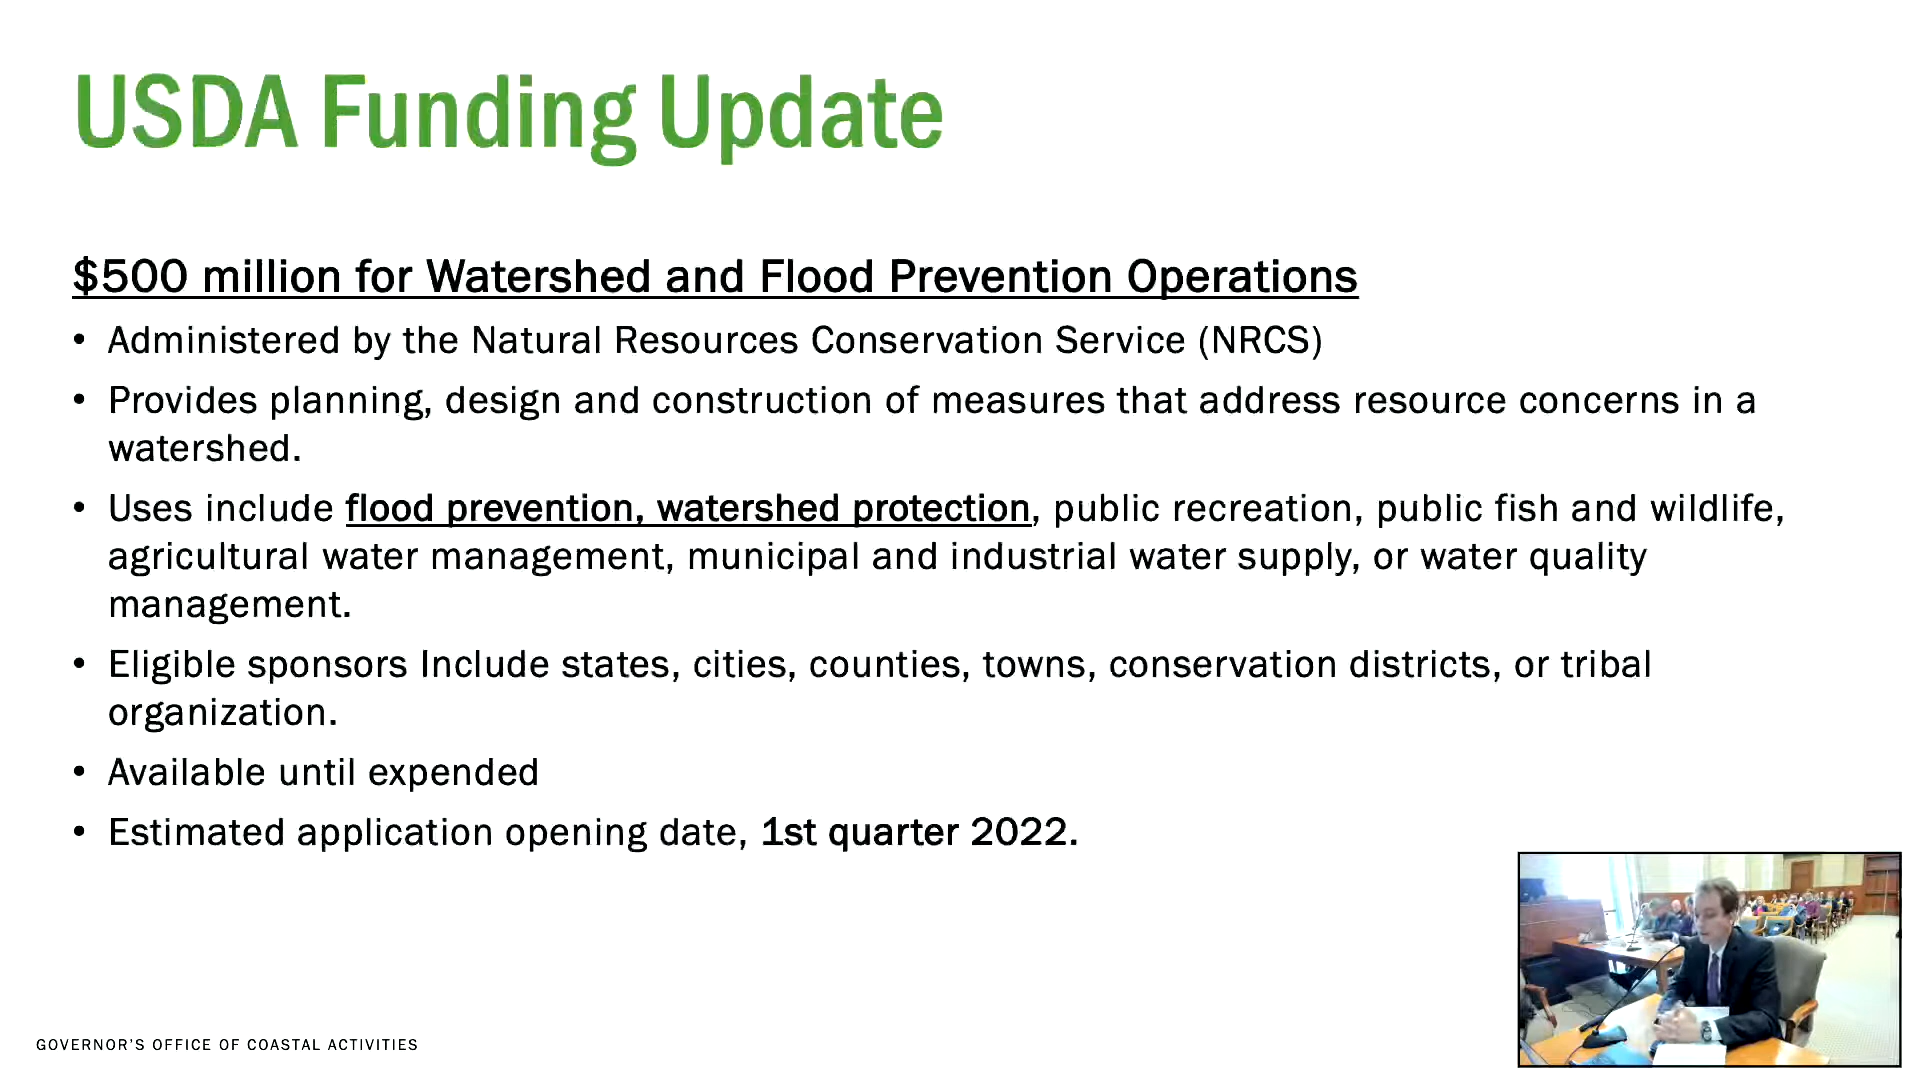 USDA Funding Update
$500 million for Watershed and Flood Prevention Operations
• Administered by the Natural Resources Conservation Service (NRCS)
• Provides planning, design and construction of measures that address resource concerns in a
watershed.
• Uses include flood prevention, watershed protection, public recreation, public fish and wildlife,
agricultural water management, municipal and industrial water supply, or water quality
management.
• Eligible sponsors Include states, cities, counties, towns, conservation districts, or tribal
organization.
• Available until expended
• Estimated application opening date, 1st quarter 2022.
GOVERNOR'S OFFICE OF COASTAL ACTIVITIES